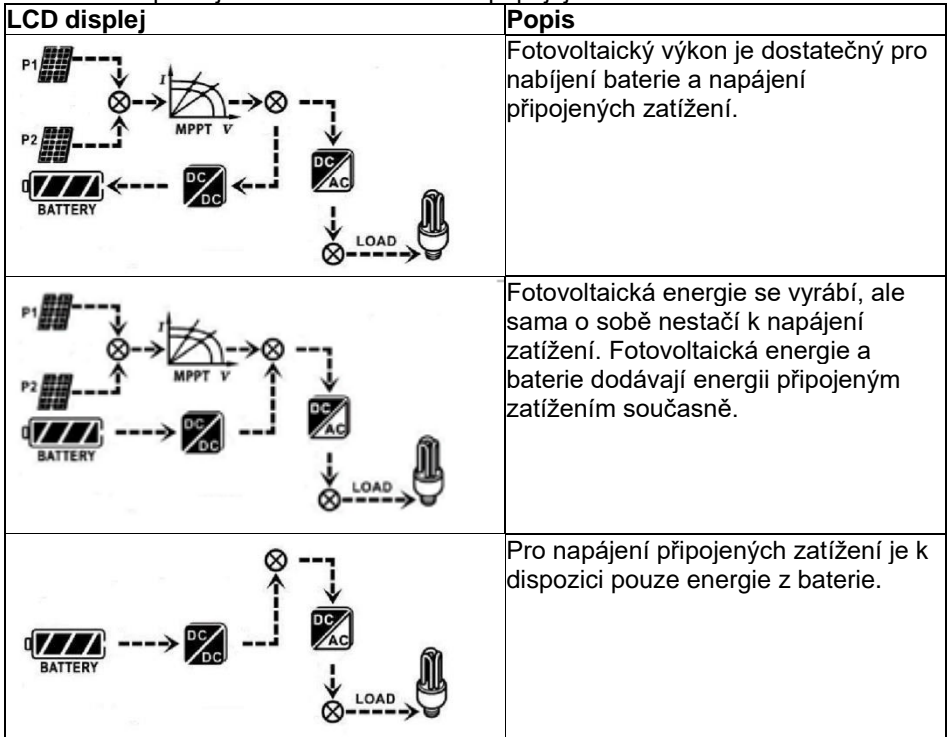 LCD displej
Popis
P1
I
MPPT V
P2
DC
DC
DC
AC
BATTERY
LOAD
Fotovoltaický výkon je dostatečný pro
nabíjení baterie a napájení
připojených zatížení.
P1
I
MPPT V
P2
DC
DC
DC
AC
BATTERY
LOAD
Fotovoltaická energie se vyrábí, ale
sama o sobě nestačí k napájení
zatížení. Fotovoltaická energie a
baterie dodávají energii připojeným
zatížením současně.
DC
DC
DC
AC
BATTERY
LOAD
Pro napájení připojených zatížení je k
dispozici pouze energie z baterie.